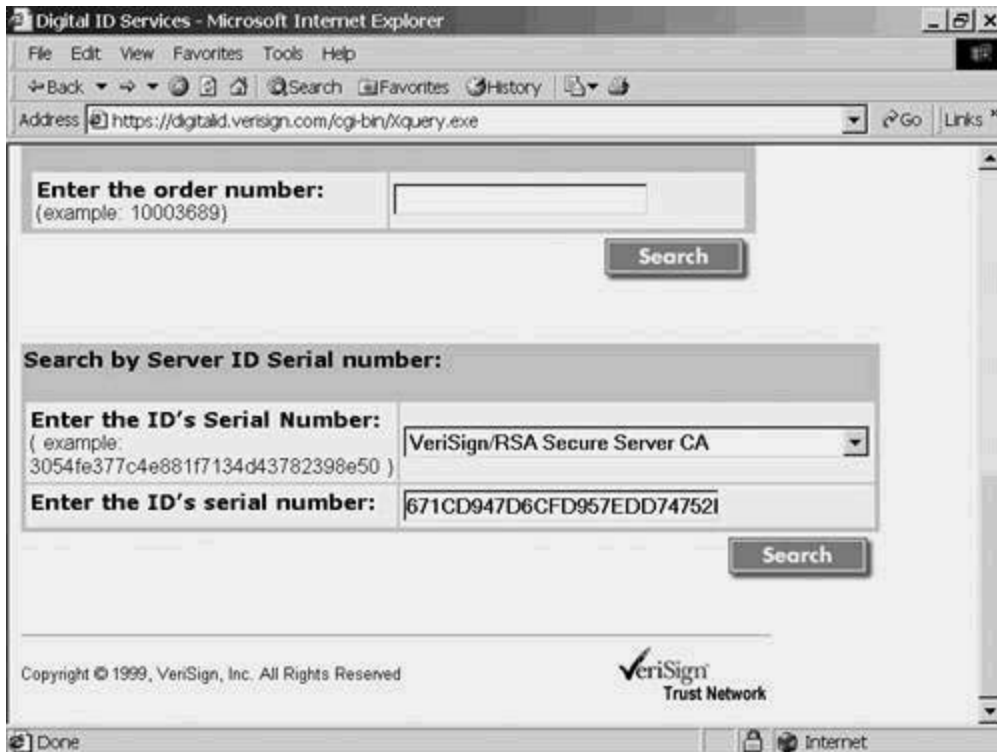 Digital ID Services - Microsoft Internet Explorer
File Edit View Favorites Tools Help
Back Search Favorites History
Address https://digitalid.verisign.com/cgi-bin/Xquery.exe Go Links
Enter the order number:
(example: 10003689)
Search
Search by Server ID Serial number:
Enter the ID's Serial Number:
( example:
3054fe377c4e881f7134d43782398e50 )
VeriSign/RSA Secure Server CA
Enter the ID's serial number: 671CD947D6CFD957EDD74752
Search
Copyright © 1999, VeriSign, Inc. All Rights Reserved
VeriSign
Trust Network
Done Internet